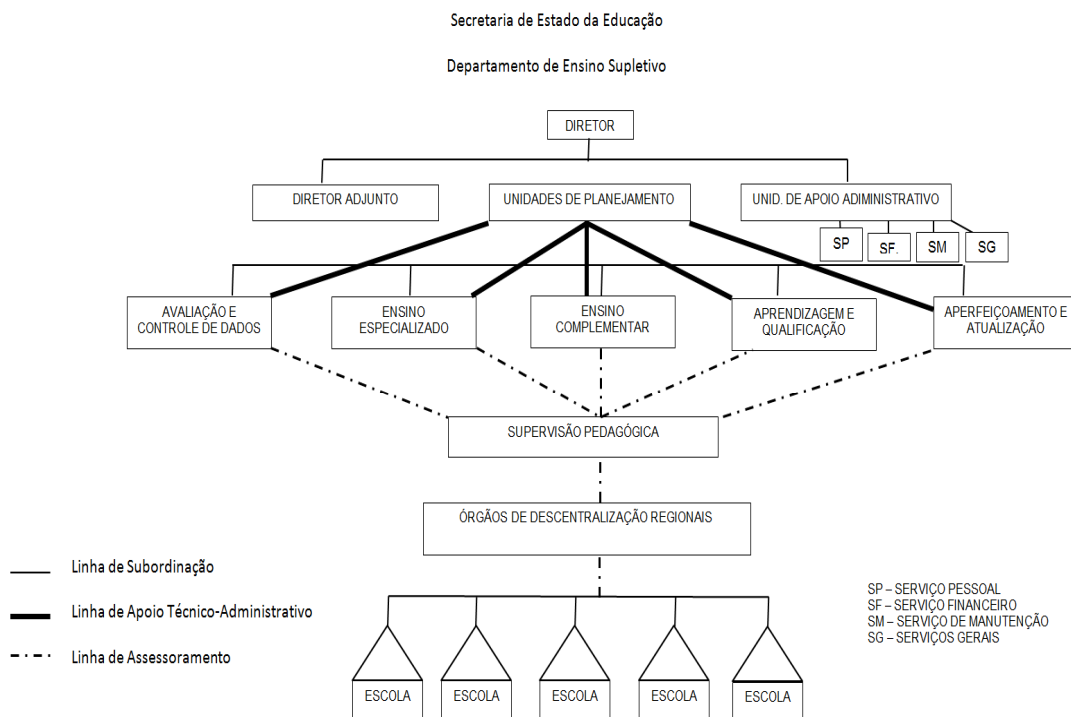 Secretaria de Estado da Educação
Departamento de Ensino Supletivo
DIRETOR
DIRETOR ADJUNTO
UNIDADES DE PLANEJAMENTO
UNID. DE APOIO ADIMINISTRATIVO
SP
SF.
SM
SG
AVALIAÇÃO E
CONTROLE DE DADOS
ENSINO
ESPECIALIZADO
ENSINO
COMPLEMENTAR
APRENDIZAGEM E
QUALIFICAÇÃO
APERFEIÇOAMENTO E
ATUALIZAÇÃO
SUPERVISÃO PEDAGÓGICA
ÓRGÃOS DE DESCENTRALIZAÇÃO REGIONAIS
Linha de Subordinação
Linha de Apoio Técnico-Administrativo
Linha de Assessoramento
SP – SERVIÇO PESSOAL
SF – SERVIÇO FINANCEIRO
SM – SERVIÇO DE MANUTENÇÃO
SG – SERVIÇOS GERAIS
ESCOLA
ESCOLA
ESCOLA
ESCOLA
ESCOLA